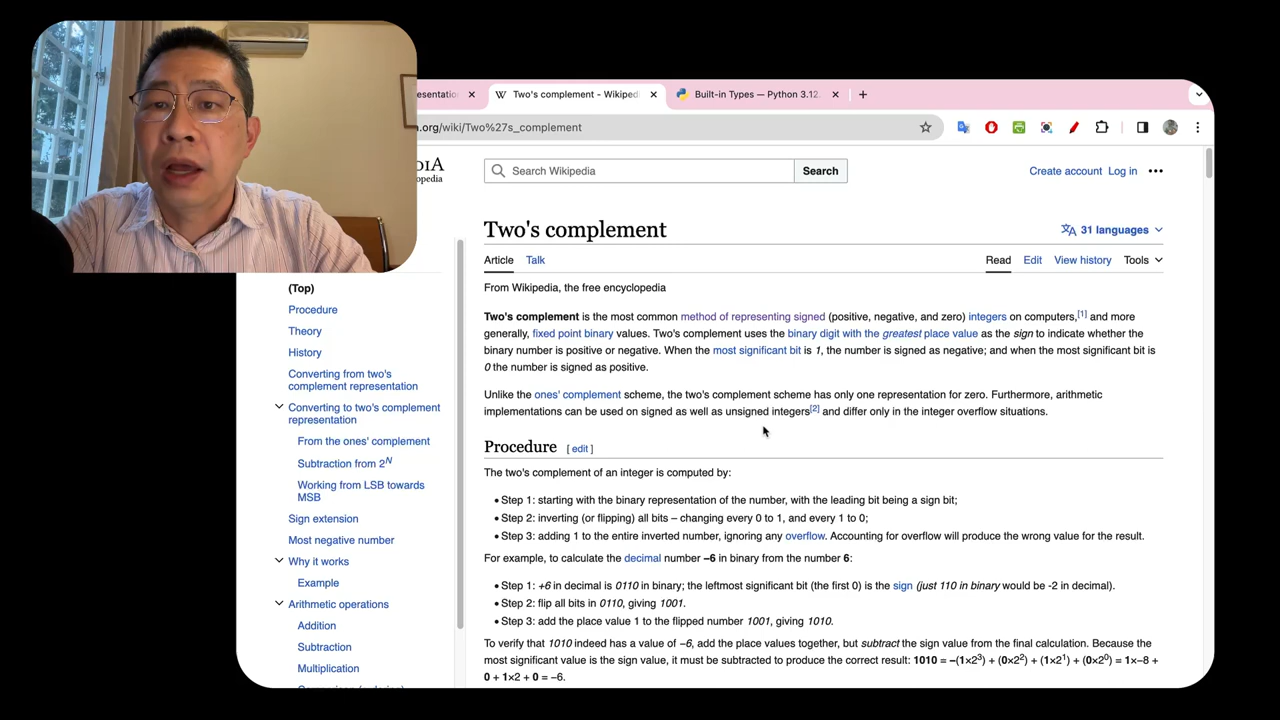 esentatio
Two's complement - Wikiped
Built-in Types — Python 3.12.
n.org/wiki/Two%27s_complement
DIA
opedia
Search Wikipedia
Search
Create account Log in
Two's complement
31 languages
Article Talk
Read Edit View history Tools
From Wikipedia, the free encyclopedia
(Top)
Procedure
Theory
History
Converting from two's
complement representation
Converting to two's complement
representation
From the ones' complement
Subtraction from 2^N
Working from LSB towards
MSB
Sign extension
Most negative number
Why it works
Example
Arithmetic operations
Addition
Subtraction
Multiplication
Two's complement is the most common method of representing signed (positive, negative, and zero) integers on computers,[1] and more
generally, fixed point binary values. Two's complement uses the binary digit with the greatest place value as the sign to indicate whether the
binary number is positive or negative. When the most significant bit is 1, the number is signed as negative; and when the most significant bit is
0 the number is signed as positive.
Unlike the ones' complement scheme, the two's complement scheme has only one representation for zero. Furthermore, arithmetic
implementations can be used on signed as well as unsigned integers[2] and differ only in the integer overflow situations.
Procedure [ edit ]
The two's complement of an integer is computed by:
• Step 1: starting with the binary representation of the number, with the leading bit being a sign bit;
• Step 2: inverting (or flipping) all bits – changing every 0 to 1, and every 1 to 0;
• Step 3: adding 1 to the entire inverted number, ignoring any overflow. Accounting for overflow will produce the wrong value for the result.
For example, to calculate the decimal number −6 in binary from the number 6:
• Step 1: +6 in decimal is 0110 in binary; the leftmost significant bit (the first 0) is the sign (just 110 in binary would be -2 in decimal).
• Step 2: flip all bits in 0110, giving 1001.
• Step 3: add the place value 1 to the flipped number 1001, giving 1010.
To verify that 1010 indeed has a value of −6, add the place values together, but subtract the sign value from the final calculation. Because the
most significant value is the sign value, it must be subtracted to produce the correct result: 1010 = −(1×2³) + (0×2²) + (1×2¹) + (0×2⁰) = 1×−8 +
0 + 1×2 + 0 = −6.